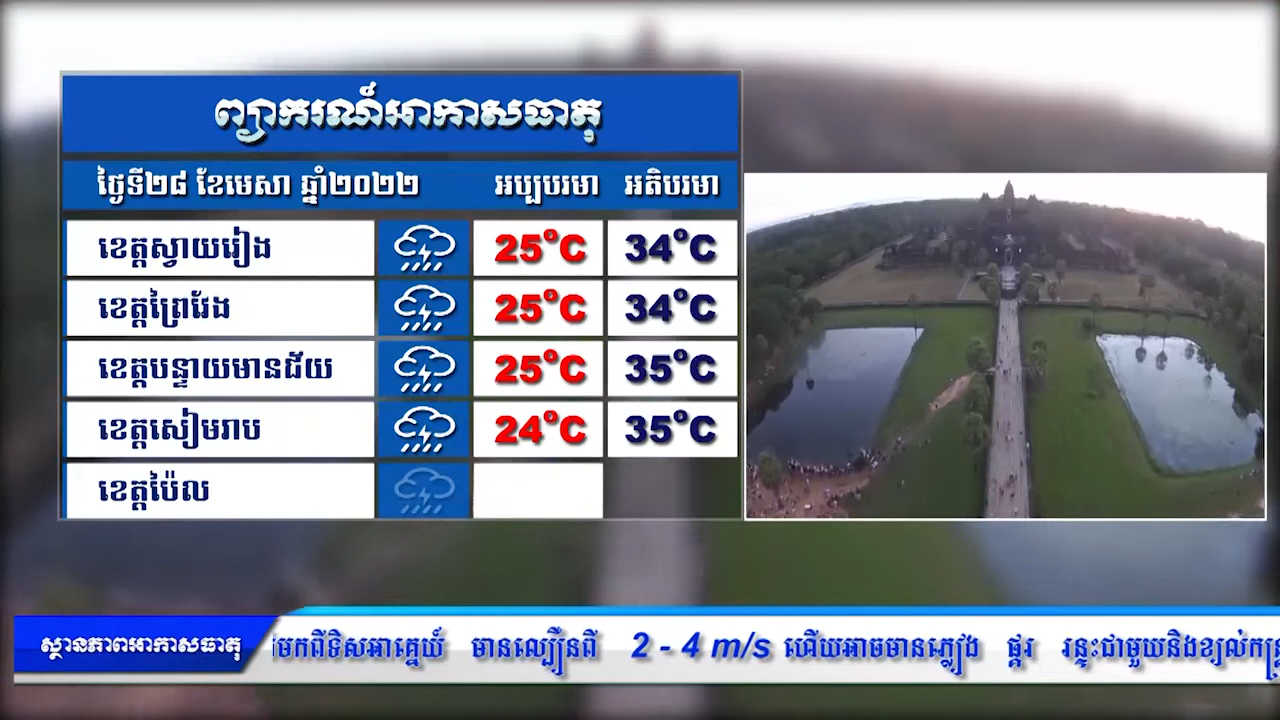 ព្យាករណ៍អាកាសធាតុ
ថ្ងៃទី២៨ ខែមេសា ឆ្នាំ២០២២ អប្បបរមា អតិបរមា
ខេត្តស្វាយរៀង 25°C 34°C
ខេត្តព្រៃវែង 25°C 34°C
ខេត្តបន្ទាយមានជ័យ 25°C 35°C
ខេត្តសៀមរាប 24°C 35°C
ខេត្តប៉ៃល
ស្ថានភាពអាកាសធាតុ មកពីទិសអាគ្នេយ៍ មានល្បឿនពី 2 - 4 m/s ហើយអាចមានភ្លៀង ផ្គរ រន្ទះជាមួយនិងខ្យល់